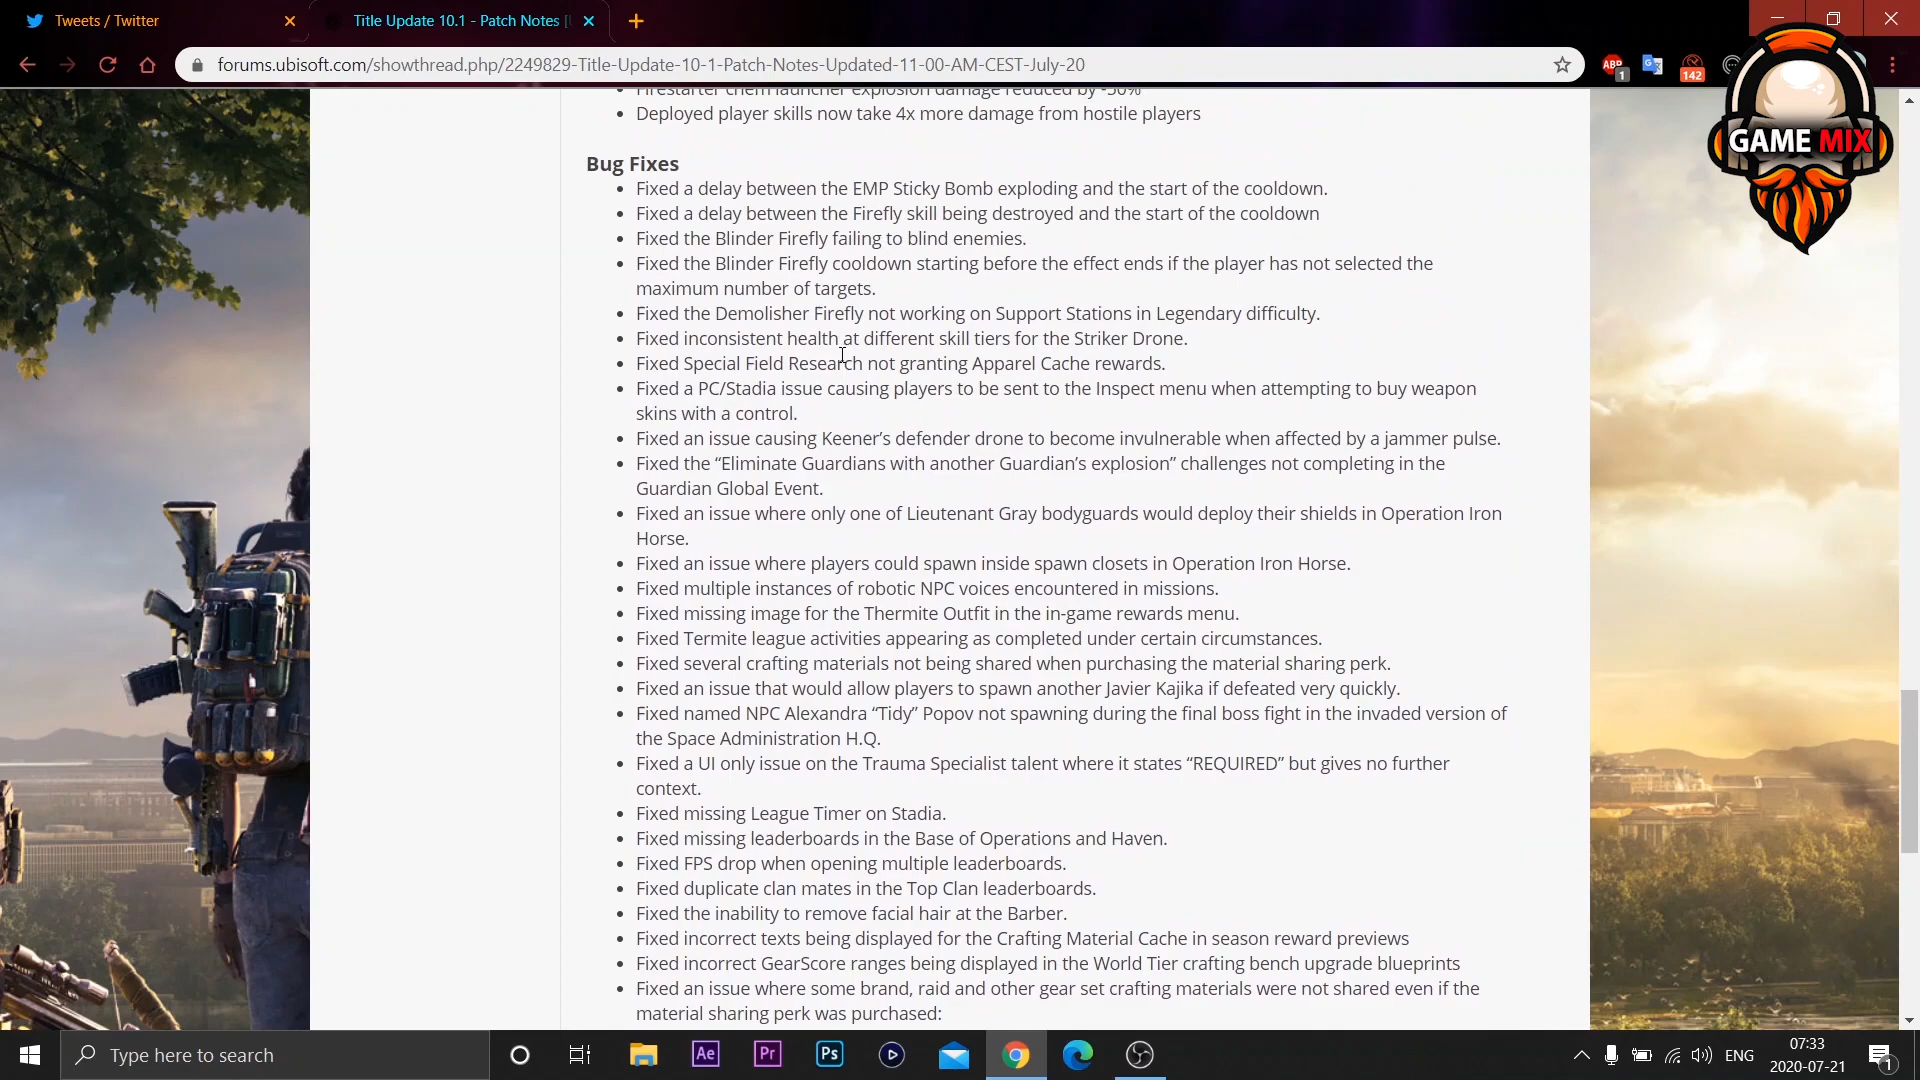 Tweets / Twitter
Title Update 10.1 - Patch Notes [
forums.ubisoft.com/showthread.php/2249829-Title-Update-10-1-Patch-Notes-Updated-11-00-AM-CEST-July-20
ABP
1
142
GAME MIX
Firestarter chem launcher explosion damage reduced by -50%
• Deployed player skills now take 4x more damage from hostile players
Bug Fixes
• Fixed a delay between the EMP Sticky Bomb exploding and the start of the cooldown.
• Fixed a delay between the Firefly skill being destroyed and the start of the cooldown
• Fixed the Blinder Firefly failing to blind enemies.
• Fixed the Blinder Firefly cooldown starting before the effect ends if the player has not selected the
maximum number of targets.
• Fixed the Demolisher Firefly not working on Support Stations in Legendary difficulty.
• Fixed inconsistent health at different skill tiers for the Striker Drone.
• Fixed Special Field Research not granting Apparel Cache rewards.
• Fixed a PC/Stadia issue causing players to be sent to the Inspect menu when attempting to buy weapon
skins with a control.
• Fixed an issue causing Keener’s defender drone to become invulnerable when affected by a jammer pulse.
• Fixed the “Eliminate Guardians with another Guardian’s explosion” challenges not completing in the
Guardian Global Event.
• Fixed an issue where only one of Lieutenant Gray bodyguards would deploy their shields in Operation Iron
Horse.
• Fixed an issue where players could spawn inside spawn closets in Operation Iron Horse.
• Fixed multiple instances of robotic NPC voices encountered in missions.
• Fixed missing image for the Thermite Outfit in the in-game rewards menu.
• Fixed Termite league activities appearing as completed under certain circumstances.
• Fixed several crafting materials not being shared when purchasing the material sharing perk.
• Fixed an issue that would allow players to spawn another Javier Kajika if defeated very quickly.
• Fixed named NPC Alexandra “Tidy” Popov not spawning during the final boss fight in the invaded version of
the Space Administration H.Q.
• Fixed a UI only issue on the Trauma Specialist talent where it states “REQUIRED” but gives no further
context.
• Fixed missing League Timer on Stadia.
• Fixed missing leaderboards in the Base of Operations and Haven.
• Fixed FPS drop when opening multiple leaderboards.
• Fixed duplicate clan mates in the Top Clan leaderboards.
• Fixed the inability to remove facial hair at the Barber.
• Fixed incorrect texts being displayed for the Crafting Material Cache in season reward previews
• Fixed incorrect GearScore ranges being displayed in the World Tier crafting bench upgrade blueprints
• Fixed an issue where some brand, raid and other gear set crafting materials were not shared even if the
material sharing perk was purchased:
Type here to search
Ae
Pr
Ps
ENG
07:33
2020-07-21
1